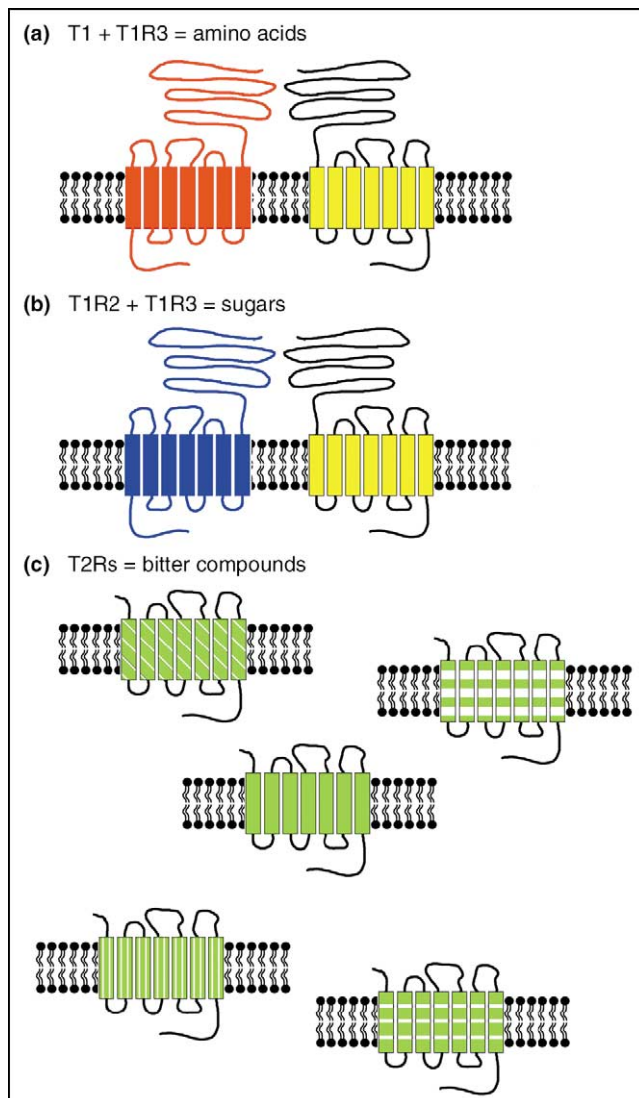 (a) T1 + T1R3 = amino acids
(b) T1R2 + T1R3 = sugars
(c) T2Rs = bitter compounds